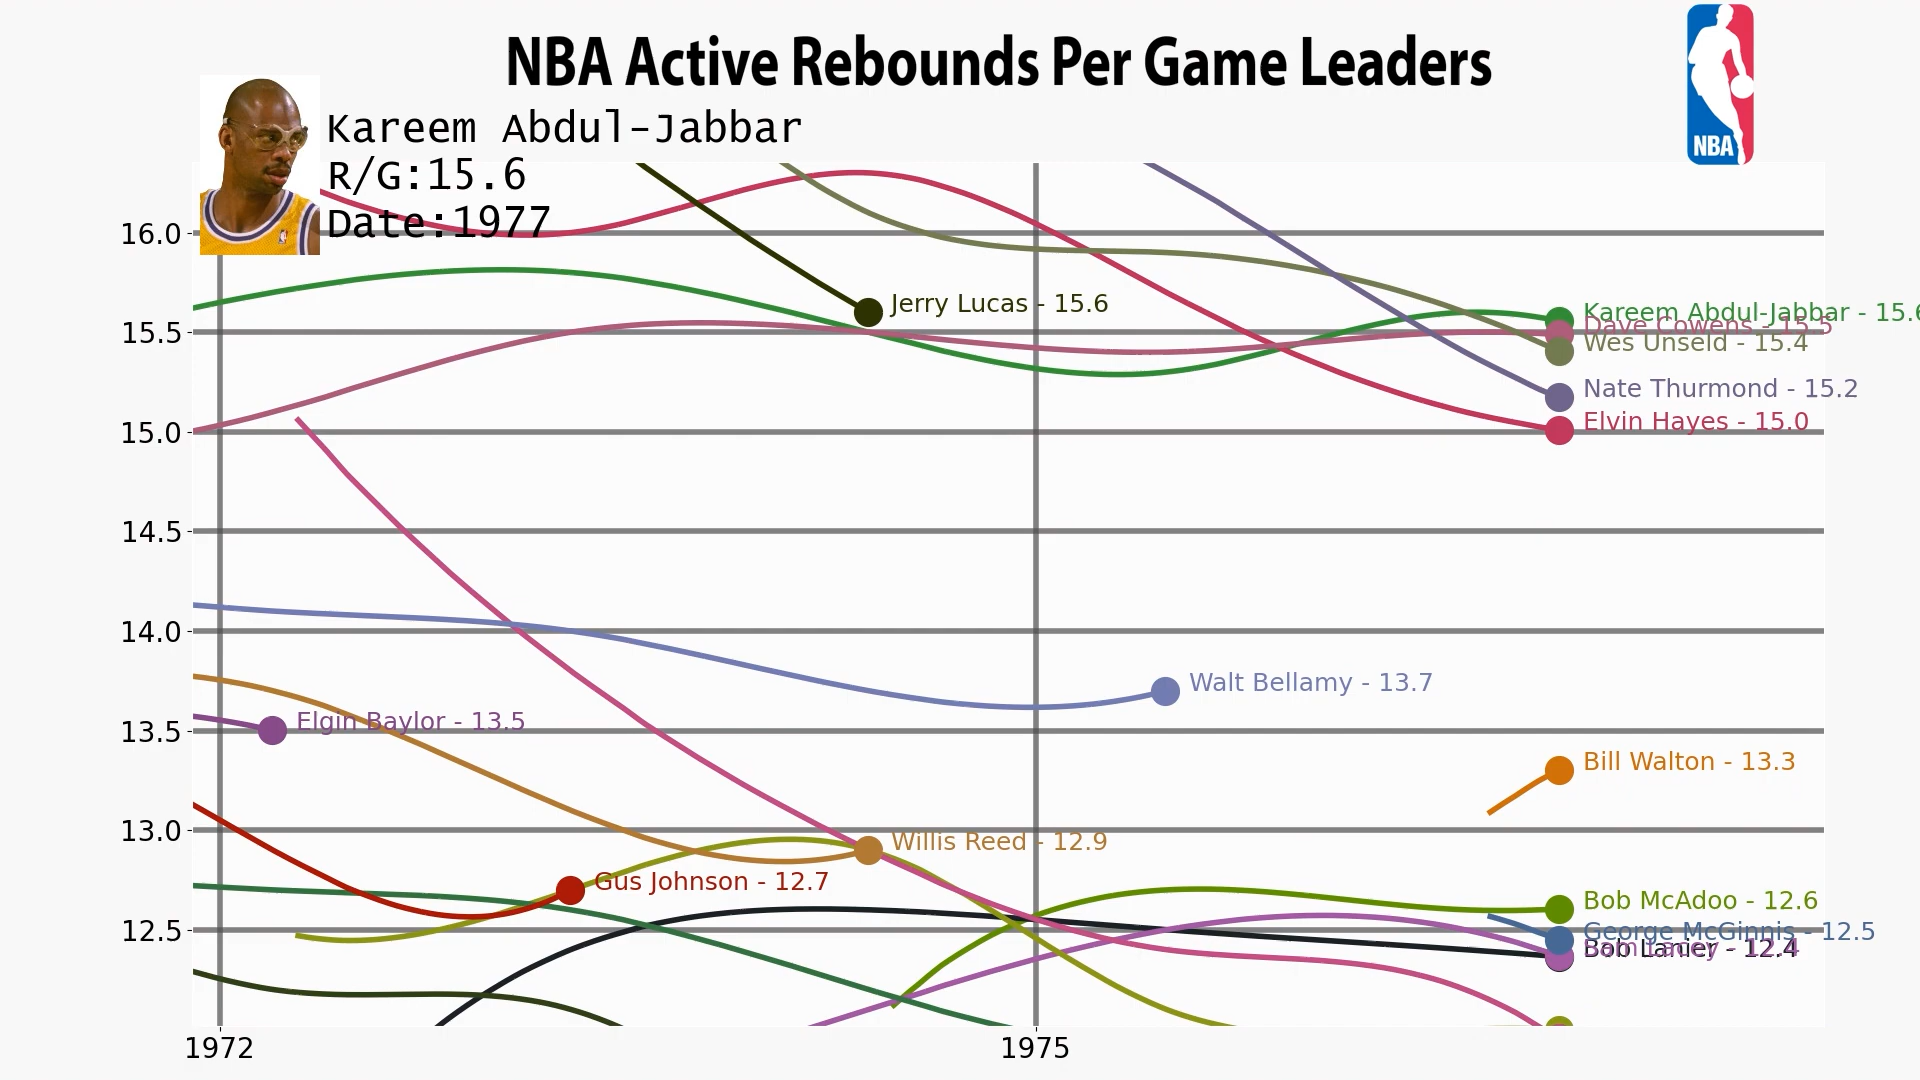 NBA Active Rebounds Per Game Leaders
NBA
Kareem Abdul-Jabbar
R/G:15.6
Date:1977
16.0
15.5
15.0
14.5
14.0
13.5
13.0
12.5
Jerry Lucas - 15.6
Kareem Abdul-Jabbar - 15.6
Dave Cowens - 15.5
Wes Unseld - 15.4
Nate Thurmond - 15.2
Elvin Hayes - 15.0
Walt Bellamy - 13.7
Elgin Baylor - 13.5
Bill Walton - 13.3
Willis Reed - 12.9
Gus Johnson - 12.7
Bob McAdoo - 12.6
George McGinnis - 12.5
Sam Lacey - 12.4
Bob Lanier - 12.4
1972
1975